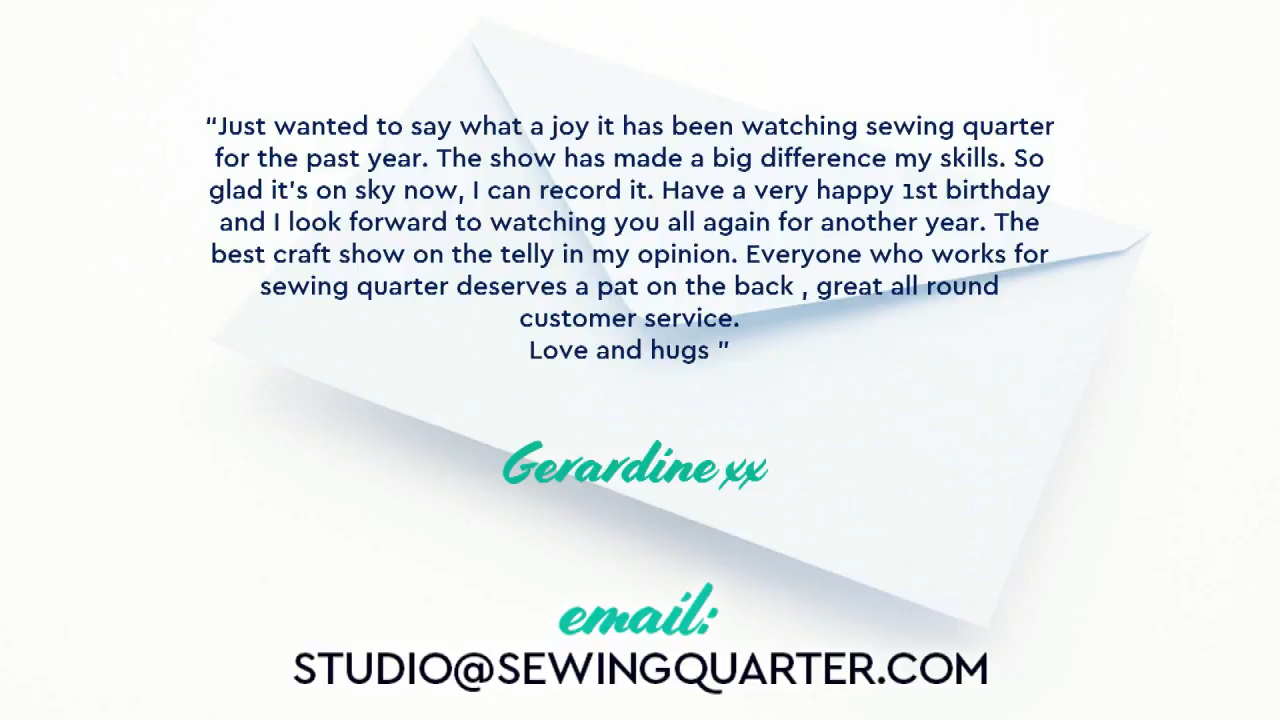 “Just wanted to say what a joy it has been watching sewing quarter
for the past year. The show has made a big difference my skills. So
glad it's on sky now, I can record it. Have a very happy 1st birthday
and I look forward to watching you all again for another year. The
best craft show on the telly in my opinion. Everyone who works for
sewing quarter deserves a pat on the back , great all round
customer service.
Love and hugs ”
Gerardine xx
email:
STUDIO@SEWINGQUARTER.COM